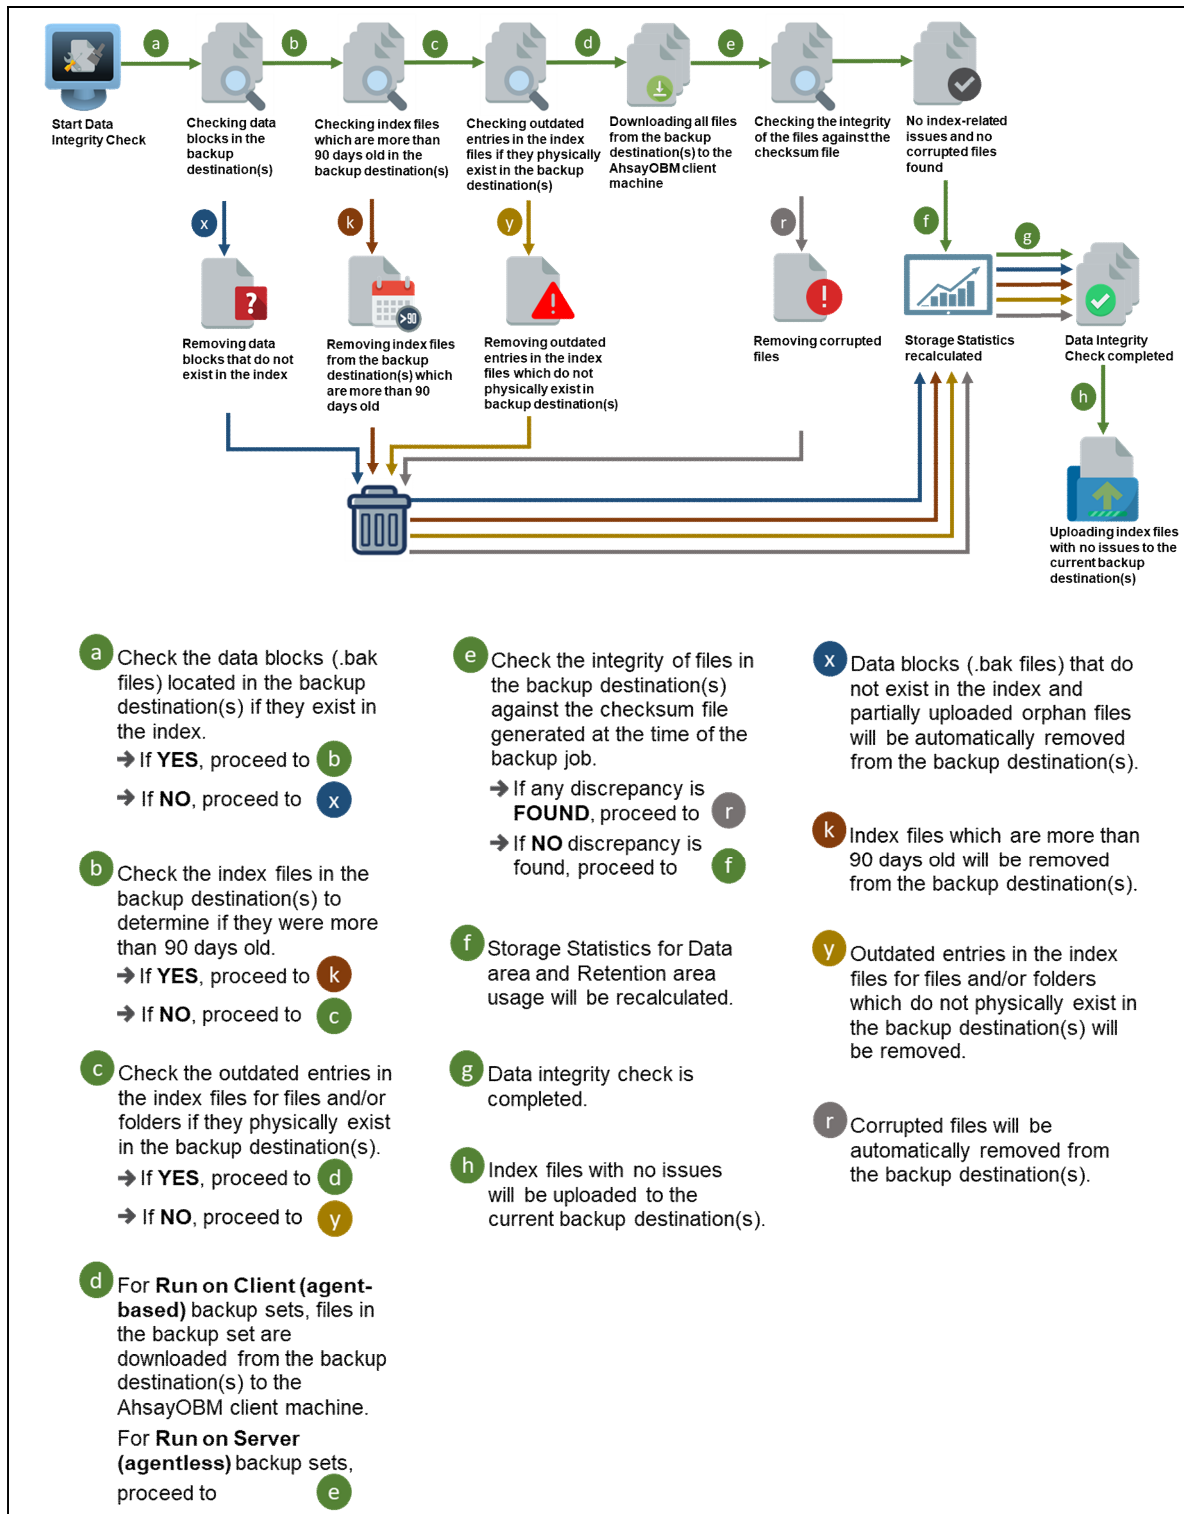 a
b
c
d
e
Start Data
Integrity Check
Checking data
blocks in the
backup
destination(s)
Checking index files
which are more than
90 days old in the
backup destination(s)
Checking outdated
entries in the index
files if they physically
exist in the backup
destination(s)
Downloading all files
from the backup
destination(s) to the
AhsayOBM client
machine
Checking the integrity
of the files against the
checksum file
No index-related
issues and no
corrupted files
found
x
k
y
r
f
g
?
>90
!
Removing data
blocks that do not
exist in the index
Removing index files
from the backup
destination(s) which
are more than 90
days old
Removing outdated
entries in the index
files which do not
physically exist in
backup destination(s)
Removing corrupted
files
Storage Statistics
recalculated
Data Integrity
Check completed
h
Uploading index files
with no issues to the
current backup
destination(s)
a
Check the data blocks (.bak
files) located in the backup
destination(s) if they exist in
the index.
➔ If YES, proceed to b
➔ If NO, proceed to x
b
Check the index files in the
backup destination(s) to
determine if they were more
than 90 days old.
➔ If YES, proceed to k
➔ If NO, proceed to c
c
Check the outdated entries in
the index files for files and/or
folders if they physically exist
in the backup destination(s).
➔ If YES, proceed to d
➔ If NO, proceed to y
d
For Run on Client (agent-
based) backup sets, files in
the backup set are
downloaded from the backup
destination(s) to the
AhsayOBM client machine.
For Run on Server
(agentless) backup sets,
proceed to e
e
Check the integrity of files in
the backup destination(s)
against the checksum file
generated at the time of the
backup job.
➔ If any discrepancy is
FOUND, proceed to r
➔ If NO discrepancy is
found, proceed to f
f
Storage Statistics for Data
area and Retention area
usage will be recalculated.
g
Data integrity check is
completed.
h
Index files with no issues
will be uploaded to the
current backup destination(s).
x
Data blocks (.bak files) that do
not exist in the index and
partially uploaded orphan files
will be automatically removed
from the backup destination(s).
k
Index files which are more than
90 days old will be removed
from the backup destination(s).
y
Outdated entries in the index
files for files and/or folders
which do not physically exist in
the backup destination(s) will
be removed.
r
Corrupted files will be
automatically removed from
the backup destination(s).